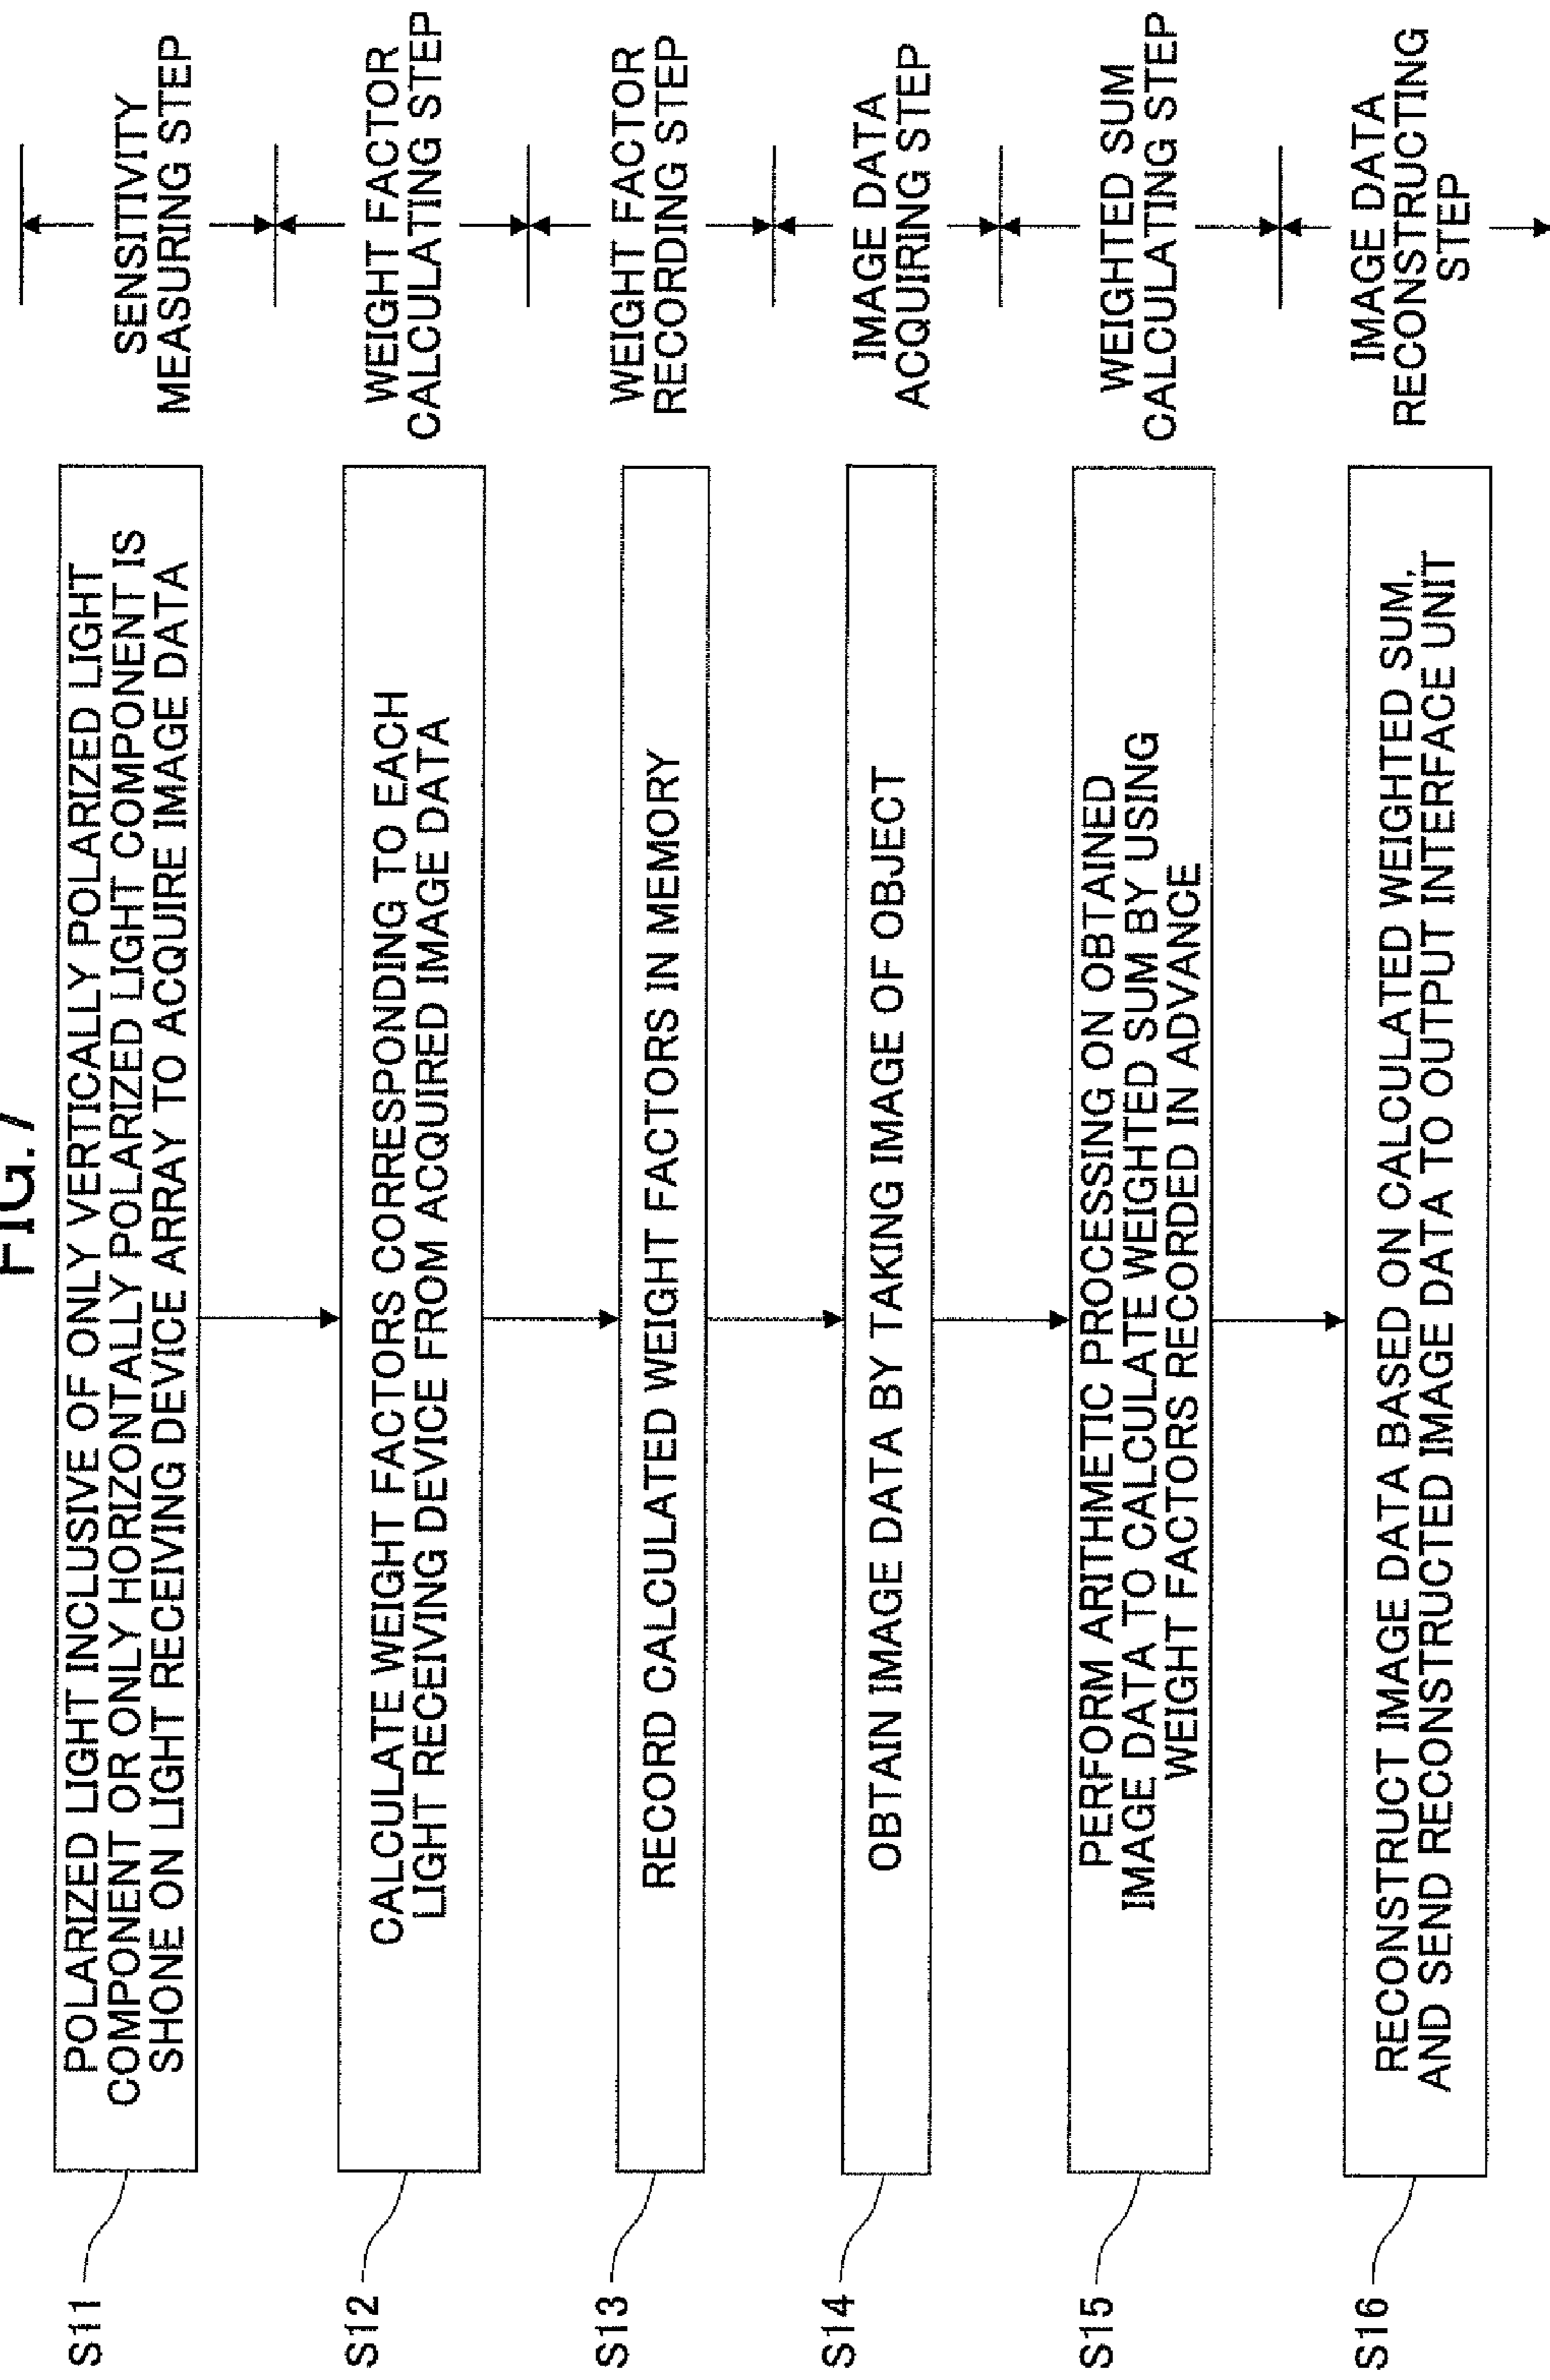 FIG. 7
S11
POLARIZED LIGHT INCLUSIVE OF ONLY VERTICALLY POLARIZED LIGHT
COMPONENT OR ONLY HORIZONTALLY POLARIZED LIGHT COMPONENT IS
SHONE ON LIGHT RECEIVING DEVICE ARRAY TO ACQUIRE IMAGE DATA
SENSITIVITY
MEASURING STEP
S12
CALCULATE WEIGHT FACTORS CORRESPONDING TO EACH
LIGHT RECEIVING DEVICE FROM ACQUIRED IMAGE DATA
WEIGHT FACTOR
CALCULATING STEP
S13
RECORD CALCULATED WEIGHT FACTORS IN MEMORY
WEIGHT FACTOR
RECORDING STEP
S14
OBTAIN IMAGE DATA BY TAKING IMAGE OF OBJECT
IMAGE DATA
ACQUIRING STEP
S15
PERFORM ARITHMETIC PROCESSING ON OBTAINED
IMAGE DATA TO CALCULATE WEIGHTED SUM BY USING
WEIGHT FACTORS RECORDED IN ADVANCE
WEIGHTED SUM
CALCULATING STEP
S16
RECONSTRUCT IMAGE DATA BASED ON CALCULATED WEIGHTED SUM,
AND SEND RECONSTRUCTED IMAGE DATA TO OUTPUT INTERFACE UNIT
IMAGE DATA
RECONSTRUCTING
STEP